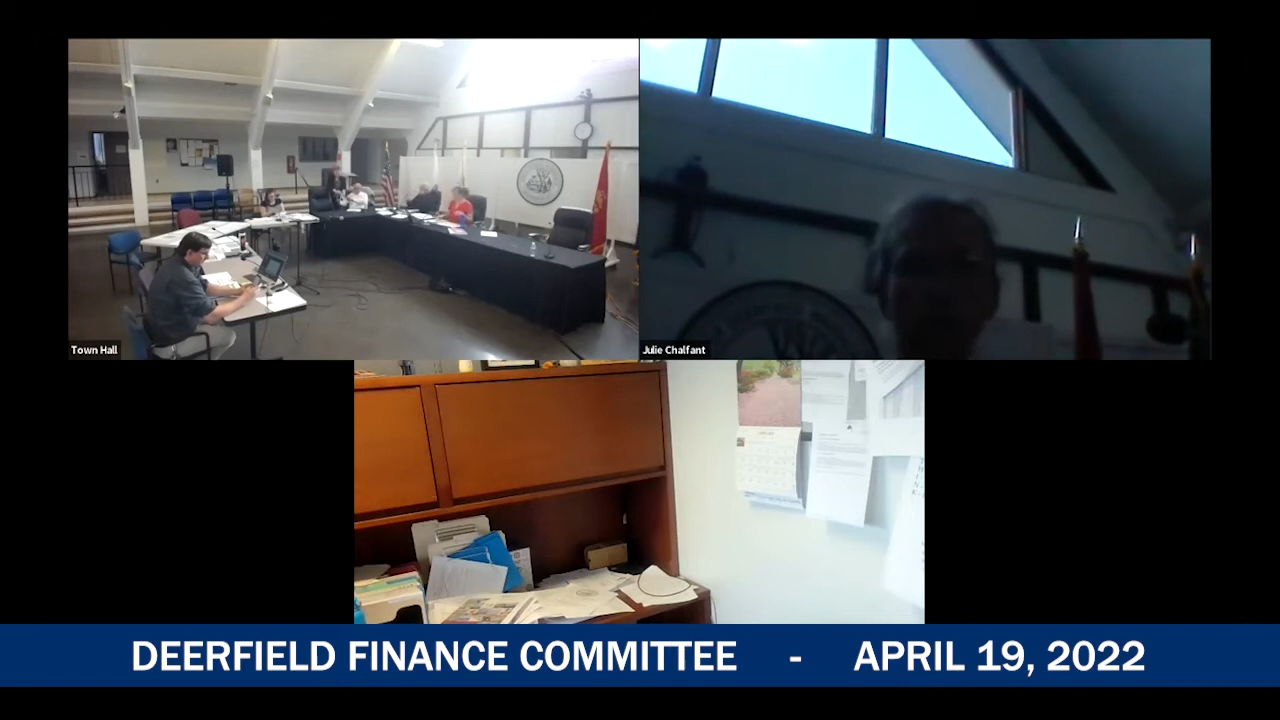 Town Hall
Julie Chalfant
DEERFIELD FINANCE COMMITTEE - APRIL 19, 2022